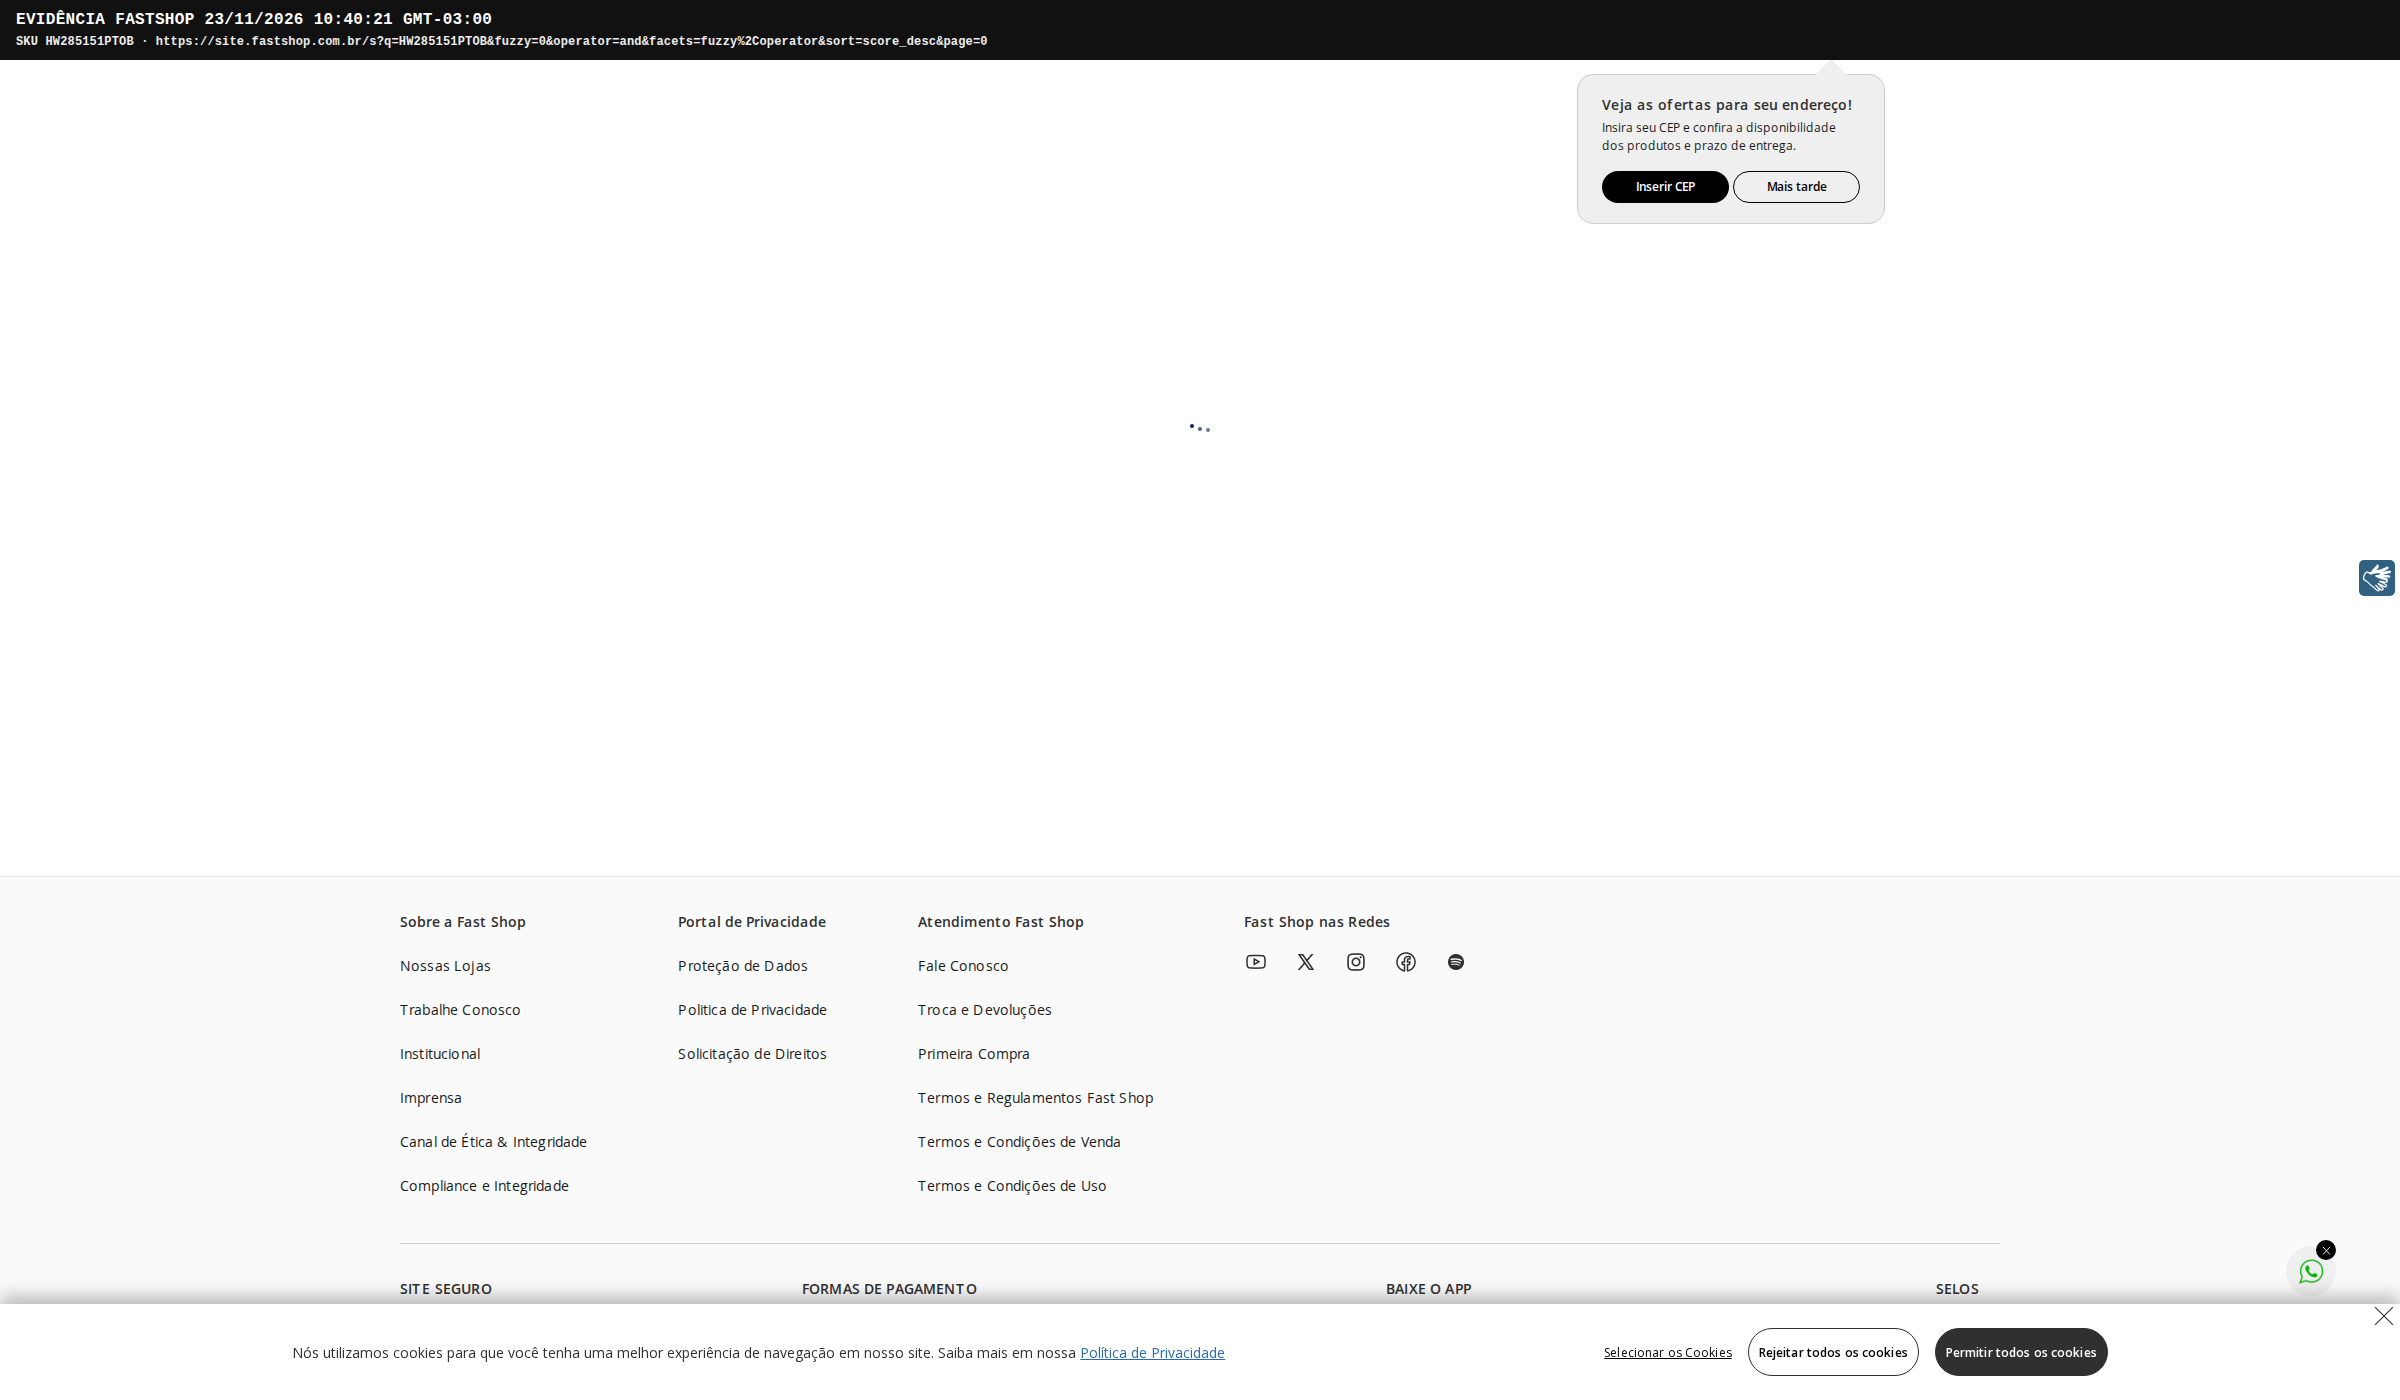 EVIDÊNCIA FASTSHOP 23/11/2026 10:40:21 GMT-03:00
SKU HW285151PTOB · https://site.fastshop.com.br/s?q=HW285151PTOB&fuzzy=0&operator=and&facets=fuzzy%2Coperator&sort=score_desc&page=0
Veja as ofertas para seu endereço!
Insira seu CEP e confira a disponibilidade
dos produtos e prazo de entrega.
Inserir CEP
Mais tarde
Sobre a Fast Shop
Nossas Lojas
Trabalhe Conosco
Institucional
Imprensa
Canal de Ética & Integridade
Compliance e Integridade
Portal de Privacidade
Proteção de Dados
Politica de Privacidade
Solicitação de Direitos
Atendimento Fast Shop
Fale Conosco
Troca e Devoluções
Primeira Compra
Termos e Regulamentos Fast Shop
Termos e Condições de Venda
Termos e Condições de Uso
Fast Shop nas Redes
SITE SEGURO
FORMAS DE PAGAMENTO
BAIXE O APP
SELOS
Nós utilizamos cookies para que você tenha uma melhor experiência de navegação em nosso site. Saiba mais em nossa Política de Privacidade
Selecionar os Cookies
Rejeitar todos os cookies
Permitir todos os cookies